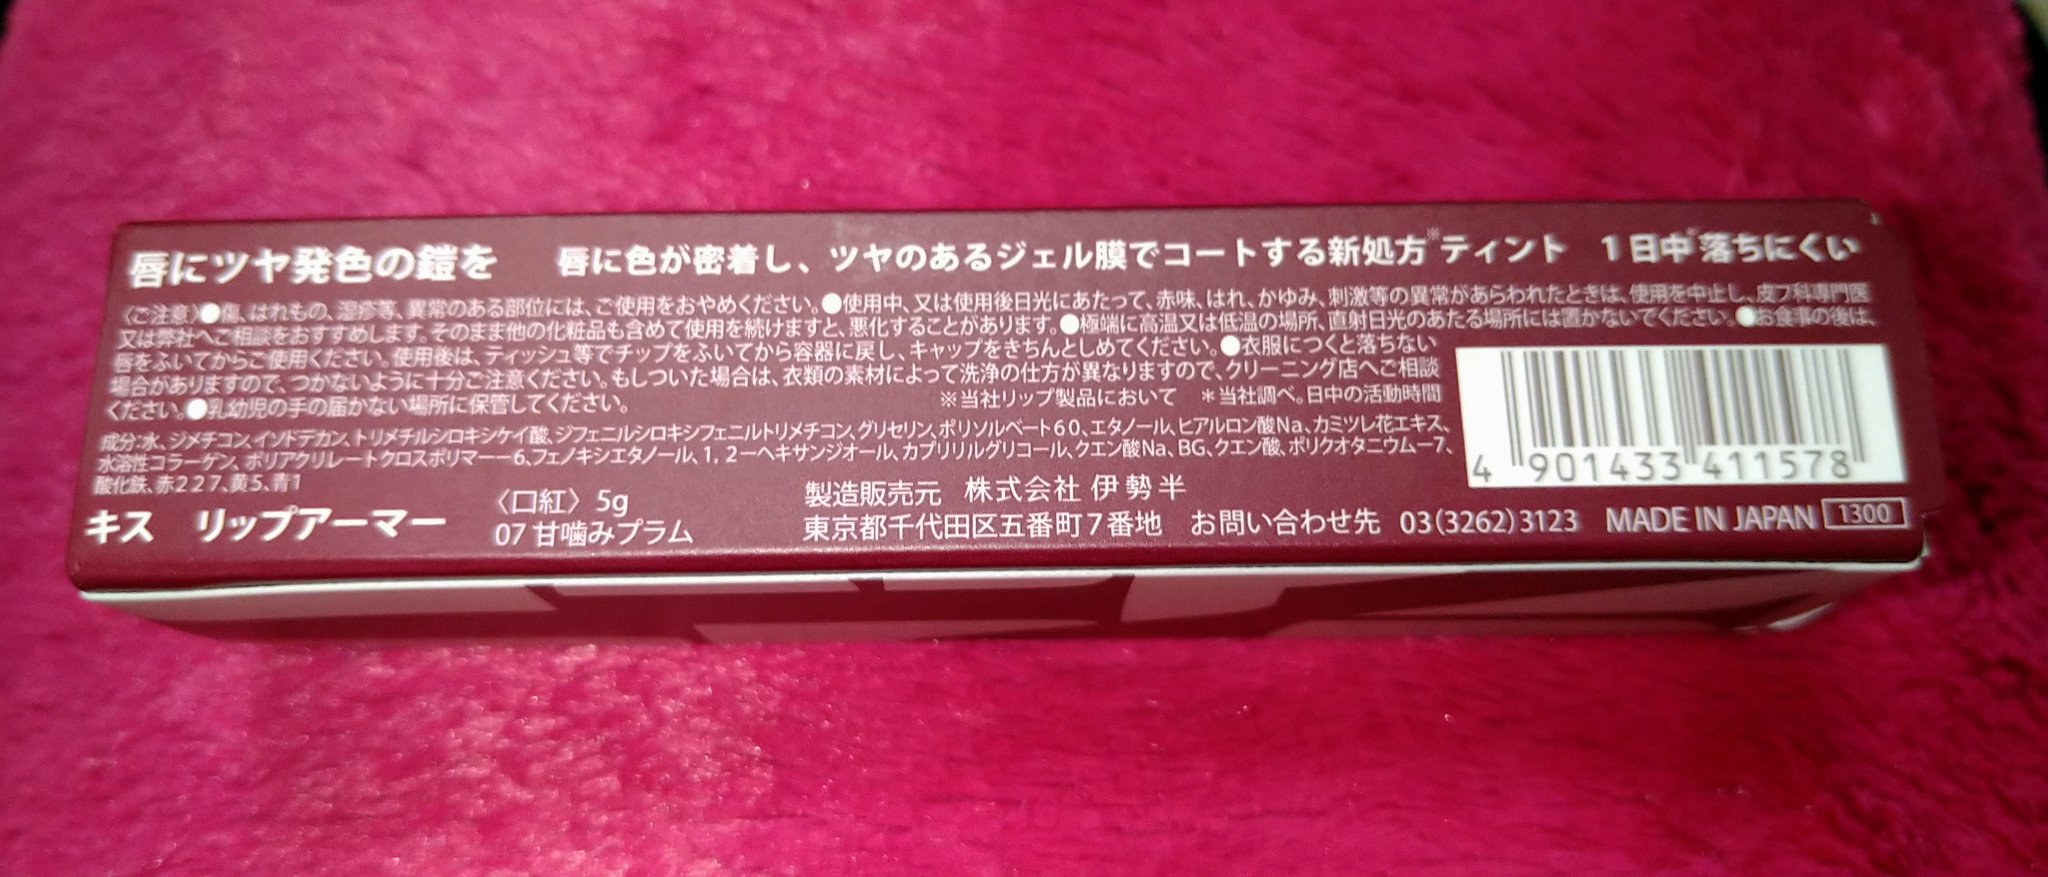 唇にツヤ発色の鎧を 唇に色が密着し、ツヤのあるジェル膜でコートする新処方※ティント 1日中*落ちにくい
〈ご注意〉●傷、はれもの、湿疹等、異常のある部位には、ご使用をおやめください。●使用中、又は使用後日光にあたって、赤味、はれ、かゆみ、刺激等の異常があらわれたときは、使用を中止し、皮フ科専門医
又は弊社へご相談をおすすめします。そのまま他の化粧品も含めて使用を続けますと、悪化することがあります。●極端に高温又は低温の場所、直射日光のあたる場所には置かないでください。●お食事の後は、
唇をふいてからご使用ください。使用後は、ティッシュ等でチップをふいてから容器に戻し、キャップをきちんとしめてください。●衣服につくと落ちない
場合がありますので、つかないように十分ご注意ください。もしついた場合は、衣類の素材によって洗浄の仕方が異なりますので、クリーニング店へご相談
ください。●乳幼児の手の届かない場所に保管してください。 ※当社リップ製品において *当社調べ。日中の活動時間
成分:水、ジメチコン、イソドデカン、トリメチルシロキシケイ酸、ジフェニルシロキシフェニルトリメチコン、グリセリン、ポリソルベート60、エタノール、ヒアルロン酸Na、カミツレ花エキス、
水溶性コラーゲン、ポリアクリレートクロスポリマー-6、フェノキシエタノール、1,2-ヘキサンジオール、カプリリルグリコール、クエン酸Na、BG、クエン酸、ポリクオタニウム-7、
酸化鉄、赤227、黄5、青1
4 901433 411578
キス リップアーマー 〈口紅〉5g
07 甘噛みプラム
製造販売元 株式会社 伊勢半
東京都千代田区五番町7番地 お問い合わせ先 03(3262)3123 MADE IN JAPAN 1300